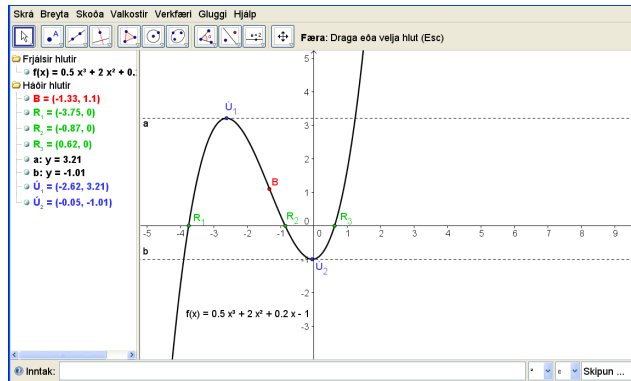 Skrá Breyta Skoða Valkostir Verkfæri Gluggi Hjálp
A
a=2
Færa: Draga eða velja hlut (Esc)
Frjálsir hlutir
f(x) = 0.5 x³ + 2 x² + 0.
Háðir hlutir
B = (-1.33, 1.1)
R₁ = (-3.75, 0)
R₂ = (-0.87, 0)
R₃ = (0.62, 0)
a: y = 3.21
b: y = -1.01
Ú₁ = (-2.62, 3.21)
Ú₂ = (-0.05, -1.01)
5
4
Ú₁
a
3
2
B
1
R₁ R₂ 0 R₃
-5 -4 -3 -2 -1 1 2 3 4 5 6 7 8 9
b
-1
Ú₂
-2
f(x) = 0.5 x³ + 2 x² + 0.2 x - 1
-3
Inntak:
Skipun ...